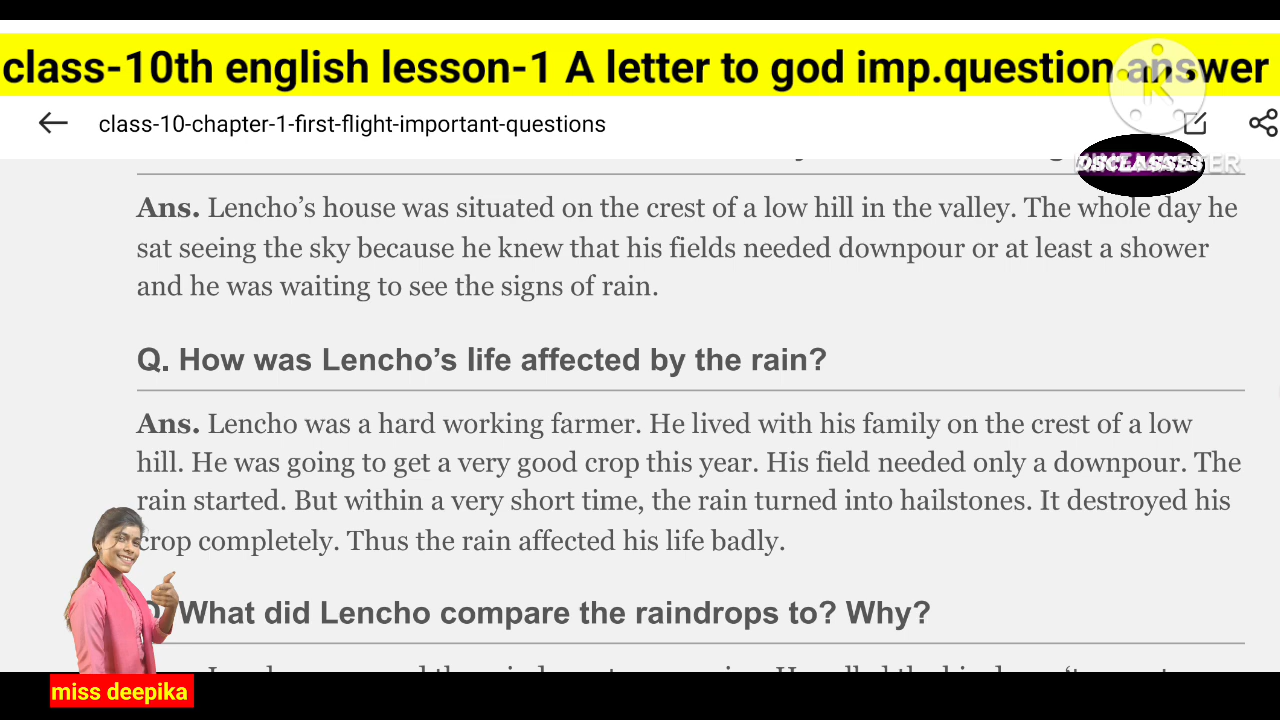 class-10th english lesson-1 A letter to god imp.question answer
class-10-chapter-1-first-flight-important-questions
DSCLASSES
Ans. Lencho's house was situated on the crest of a low hill in the valley. The whole day he
sat seeing the sky because he knew that his fields needed downpour or at least a shower
and he was waiting to see the signs of rain.
Q. How was Lencho's life affected by the rain?
Ans. Lencho was a hard working farmer. He lived with his family on the crest of a low
hill. He was going to get a very good crop this year. His field needed only a downpour. The
rain started. But within a very short time, the rain turned into hailstones. It destroyed his
crop completely. Thus the rain affected his life badly.
Q. What did Lencho compare the raindrops to? Why?
miss deepika